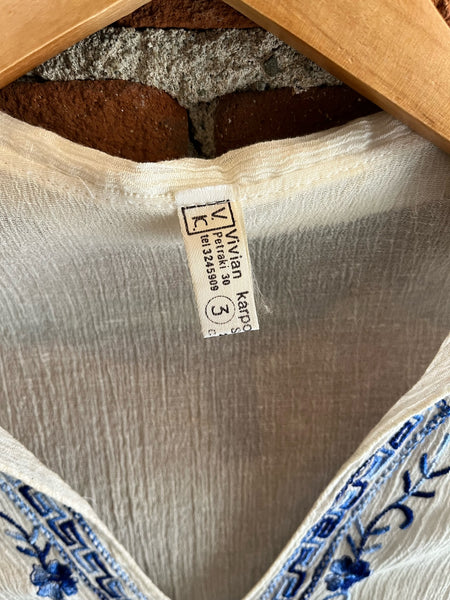 V.
K.
Vivian karpo
Petraki 30
tel 3245909
3